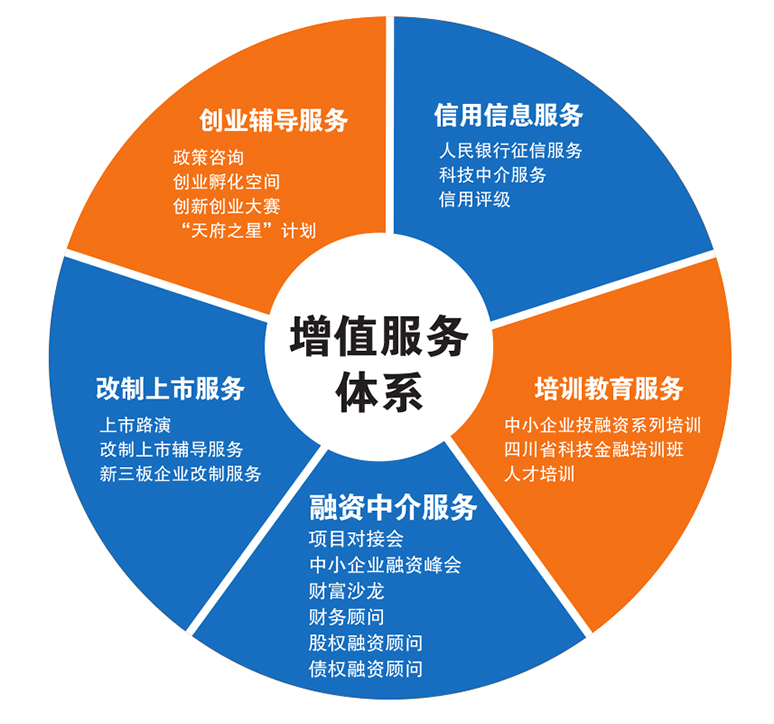 创业辅导服务
政策咨询
创业孵化空间
创新创业大赛
“天府之星”计划
信用信息服务
人民银行征信服务
科技中介服务
信用评级
增值服务
体系
改制上市服务
上市路演
改制上市辅导服务
新三板企业改制服务
培训教育服务
中小企业投融资系列培训
四川省科技金融培训班
人才培训
融资中介服务
项目对接会
中小企业融资峰会
财富沙龙
财务顾问
股权融资顾问
债权融资顾问